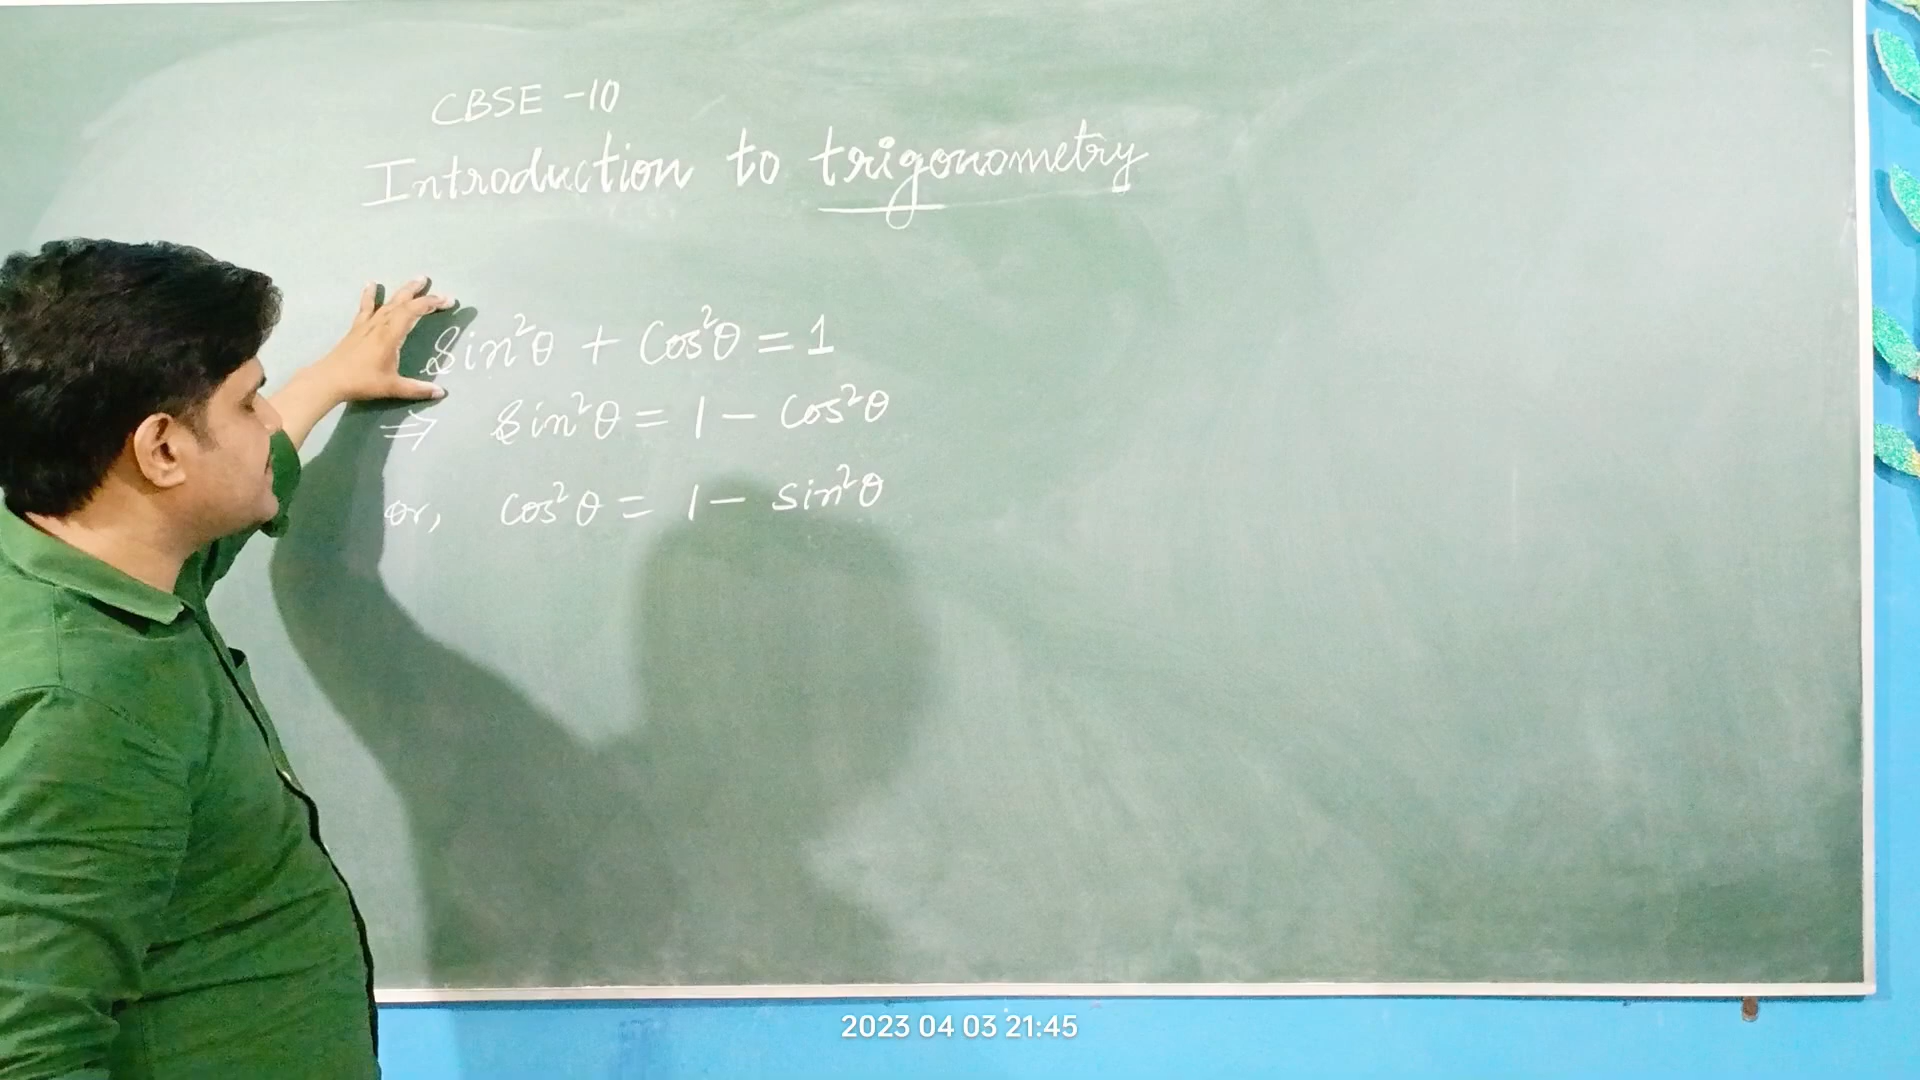 CBSE -10
Introduction to trigonometry
Sin²θ + Cos²θ = 1
⇒ Sin²θ = 1 - Cos²θ
or, Cos²θ = 1 - Sin²θ
2023 04 03 21:45